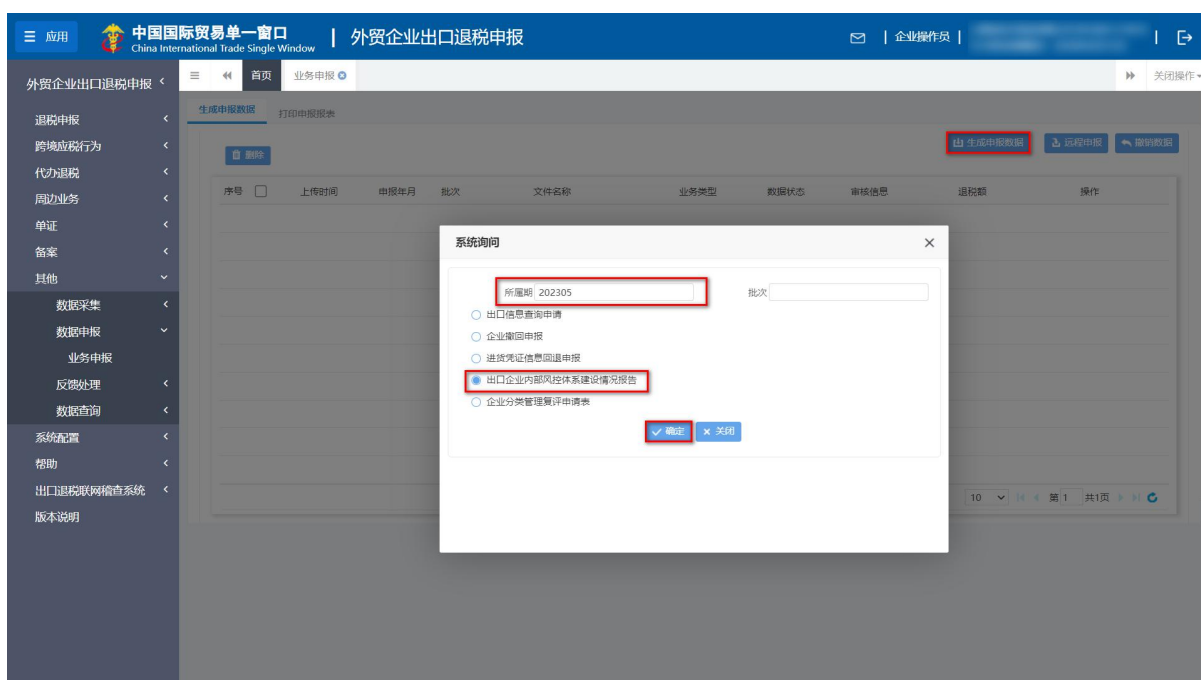 应用
中国国际贸易单一窗口
China International Trade Single Window
外贸企业出口退税申报
企业操作员
外贸企业出口退税申报
首页
业务申报
关闭操作
退税申报
跨境应税行为
代办退税
周边业务
单证
备案
其他
数据采集
数据申报
业务申报
反馈处理
数据查询
系统配置
帮助
出口退税联网稽查系统
版本说明
生成申报数据
打印申报报表
删除
生成申报数据
远程申报
撤销数据
序号 上传时间 申报年月 批次 文件名称 业务类型 数据状态 审核信息 退税额 操作
系统询问
所属期 202305
批次
出口信息查询申请
企业撤回申报
进货凭证信息回退申报
出口企业内部风控体系建设情况报告
企业分类管理复评申请表
确定
关闭
10 第 1 共1页